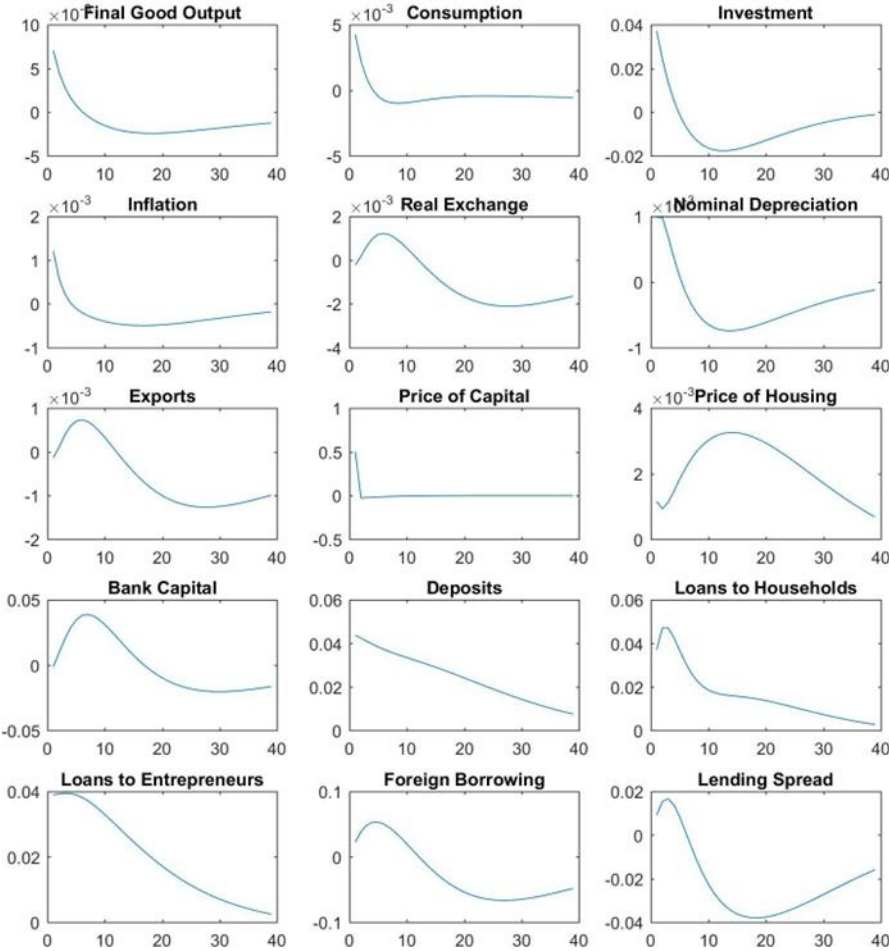 ×10⁻³ Final Good Output
10
5
0
-5
0 10 20 30 40
×10⁻³ Consumption
5
0
-5
0 10 20 30 40
Investment
0.04
0.02
0
-0.02
0 10 20 30 40
×10⁻³ Inflation
2
1
0
-1
0 10 20 30 40
×10⁻³ Real Exchange
2
0
-2
-4
0 10 20 30 40
×10⁻³ Nominal Depreciation
1
0
-1
0 10 20 30 40
×10⁻³ Exports
1
0
-1
-2
0 10 20 30 40
Price of Capital
1
0.5
0
-0.5
0 10 20 30 40
×10⁻³ Price of Housing
4
2
0
0 10 20 30 40
Bank Capital
0.05
0
-0.05
0 10 20 30 40
Deposits
0.06
0.04
0.02
0
0 10 20 30 40
Loans to Households
0.06
0.04
0.02
0
0 10 20 30 40
Loans to Entrepreneurs
0.04
0.02
0
0 10 20 30 40
Foreign Borrowing
0.1
0
-0.1
0 10 20 30 40
Lending Spread
0.02
0
-0.02
-0.04
0 10 20 30 40